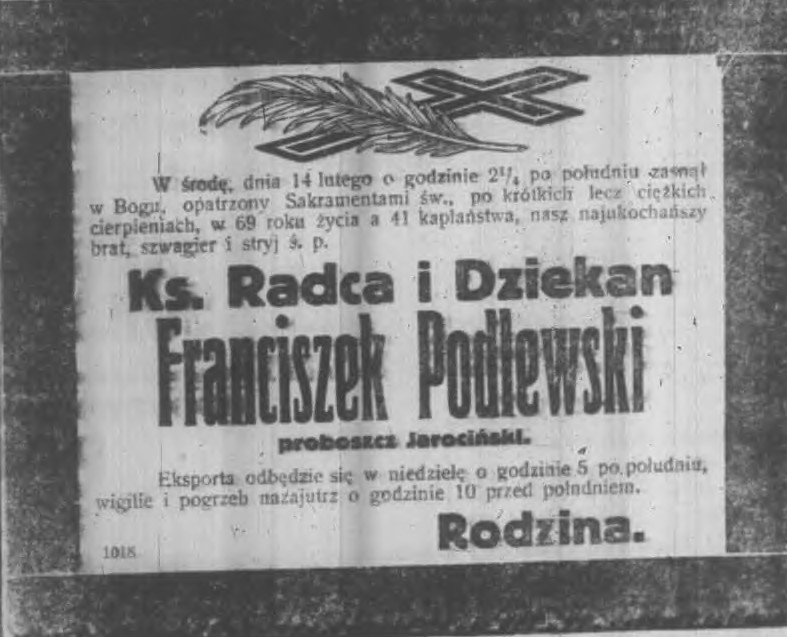 W środę, dnia 14 lutego o godzinie 2¹/₄ po południu zasnął
w Bogu, opatrzony Sakramentami św., po krótkich lecz ciężkich
cierpieniach, w 69 roku życia a 41 kapłaństwa, nasz najukochańszy
brat, szwagier i stryj ś. p.
Ks. Radca i Dziekan
Franciszek Podlewski
proboszcz Jarociński.
Eksporta odbędzie się w niedzielę o godzinie 5 po południu,
wigilie i pogrzeb nazajutrz o godzinie 10 przed południem.
Rodzina.
1018